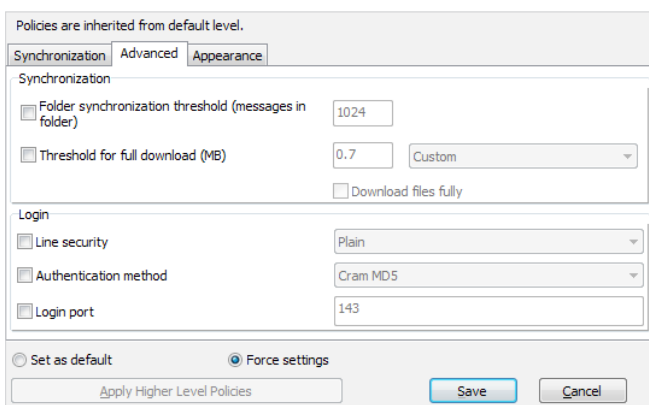 Policies are inherited from default level.
Synchronization Advanced Appearance
Synchronization
Folder synchronization threshold (messages in
folder)
1024
Threshold for full download (MB) 0.7 Custom
Download files fully
Login
Line security Plain
Authentication method Cram MD5
Login port 143
Set as default Force settings
Apply Higher Level Policies Save Cancel